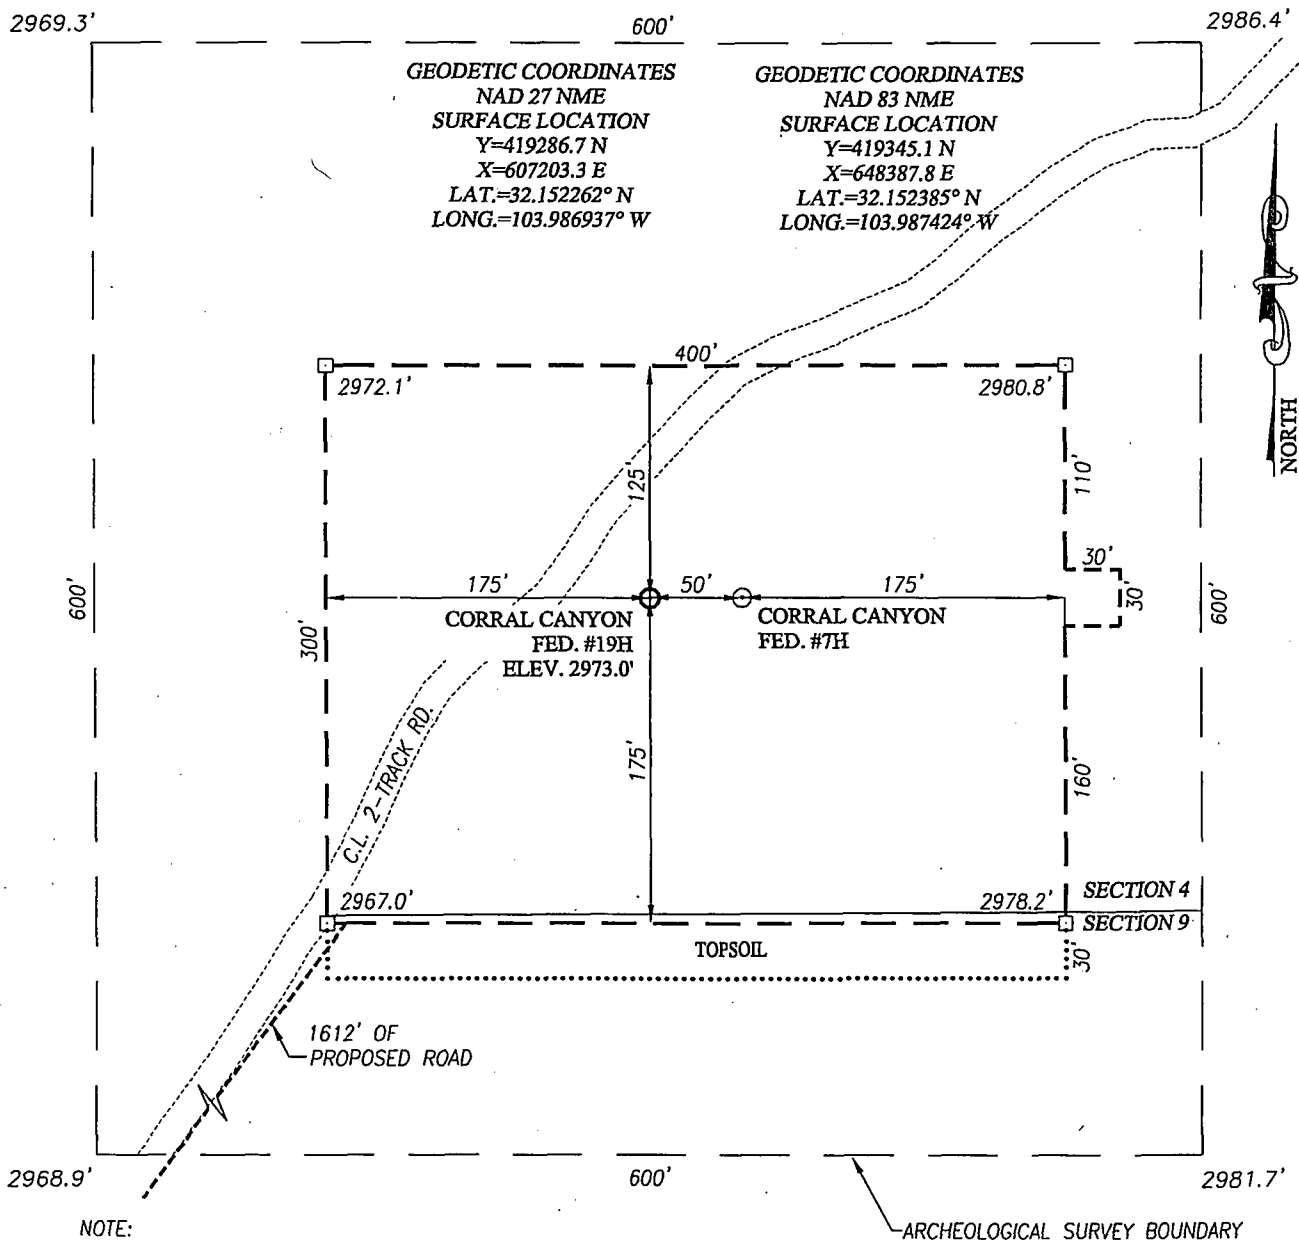 2969.3'
600'
2986.4'
GEODETIC COORDINATES
NAD 27 NME
SURFACE LOCATION
Y=419286.7 N
X=607203.3 E
LAT.=32.152262° N
LONG.=103.986937° W
GEODETIC COORDINATES
NAD 83 NME
SURFACE LOCATION
Y=419345.1 N
X=648387.8 E
LAT.=32.152385° N
LONG.=103.987424° W
NORTH
400'
2972.1'
2980.8'
125'
110'
30'
30'
600'
600'
300'
175'
50'
175'
CORRAL CANYON
FED. #19H
ELEV. 2973.0'
CORRAL CANYON
FED. #7H
C.L. 2-TRACK RD.
175'
160'
2967.0'
2978.2'
SECTION 4
SECTION 9
TOPSOIL
30'
1612' OF
PROPOSED ROAD
2968.9'
600'
2981.7'
NOTE:
ARCHEOLOGICAL SURVEY BOUNDARY